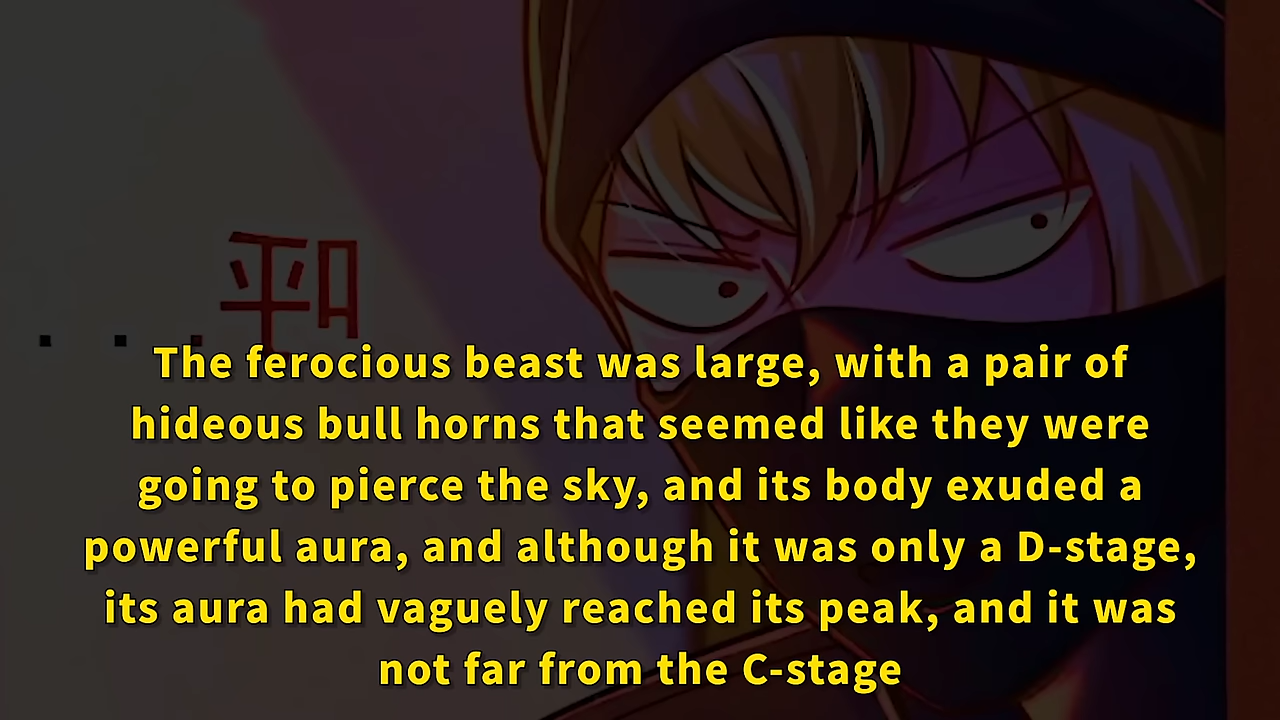 平和
The ferocious beast was large, with a pair of
hideous bull horns that seemed like they were
going to pierce the sky, and its body exuded a
powerful aura, and although it was only a D-stage,
its aura had vaguely reached its peak, and it was
not far from the C-stage